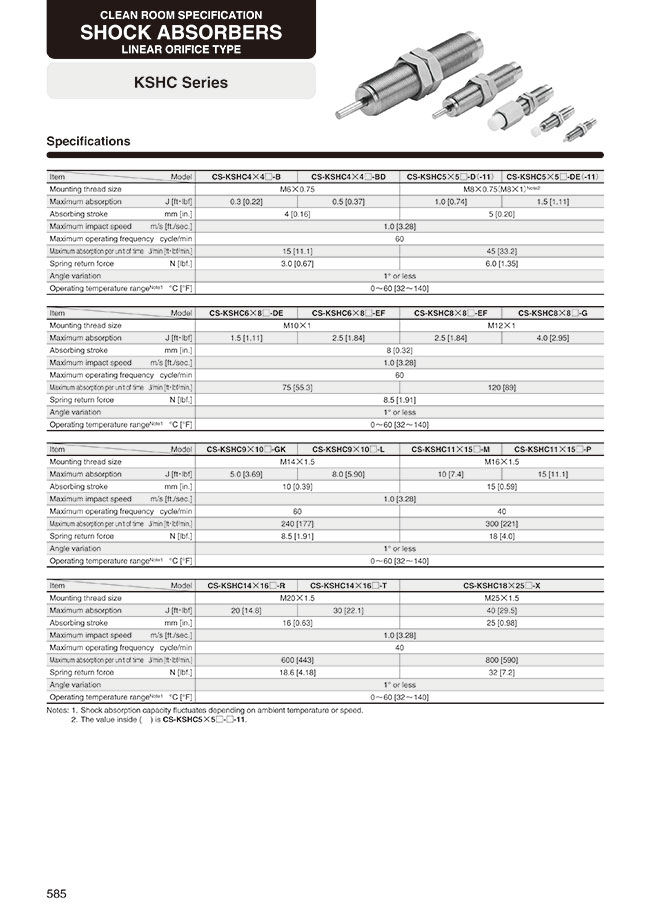 CLEAN ROOM SPECIFICATION
SHOCK ABSORBERS
LINEAR ORIFICE TYPE
KSHC Series
Specifications
Item Model CS-KSHC4×4□-B CS-KSHC4×4□-BD CS-KSHC5×5□-D(-11) CS-KSHC5×5□-DE(-11)
Mounting thread size M6×0.75 M8×0.75(M8×1)Note2
Maximum absorption J [ft・lbf] 0.3 [0.22] 0.5 [0.37] 1.0 [0.74] 1.5 [1.11]
Absorbing stroke mm [in.] 4 [0.16] 5 [0.20]
Maximum impact speed m/s [ft./sec.] 1.0 [3.28]
Maximum operating frequency cycle/min 60
Maximum absorption per unit of time J/min [ft・lbf/min.] 15 [11.1] 45 [33.2]
Spring return force N [lbf.] 3.0 [0.67] 6.0 [1.35]
Angle variation 1° or less
Operating temperature rangeNote1 °C [°F] 0～60 [32～140]
Item Model CS-KSHC6×8□-DE CS-KSHC6×8□-EF CS-KSHC8×8□-EF CS-KSHC8×8□-G
Mounting thread size M10×1 M12×1
Maximum absorption J [ft・lbf] 1.5 [1.11] 2.5 [1.84] 2.5 [1.84] 4.0 [2.95]
Absorbing stroke mm [in.] 8 [0.32]
Maximum impact speed m/s [ft./sec.] 1.0 [3.28]
Maximum operating frequency cycle/min 60
Maximum absorption per unit of time J/min [ft・lbf/min.] 75 [55.3] 120 [89]
Spring return force N [lbf.] 8.5 [1.91]
Angle variation 1° or less
Operating temperature rangeNote1 °C [°F] 0～60 [32～140]
Item Model CS-KSHC9×10□-GK CS-KSHC9×10□-L CS-KSHC11×15□-M CS-KSHC11×15□-P
Mounting thread size M14×1.5 M16×1.5
Maximum absorption J [ft・lbf] 5.0 [3.69] 8.0 [5.90] 10 [7.4] 15 [11.1]
Absorbing stroke mm [in.] 10 [0.39] 15 [0.59]
Maximum impact speed m/s [ft./sec.] 1.0 [3.28]
Maximum operating frequency cycle/min 60 40
Maximum absorption per unit of time J/min [ft・lbf/min.] 240 [177] 300 [221]
Spring return force N [lbf.] 8.5 [1.91] 18 [4.0]
Angle variation 1° or less
Operating temperature rangeNote1 °C [°F] 0～60 [32～140]
Item Model CS-KSHC14×16□-R CS-KSHC14×16□-T CS-KSHC18×25□-X
Mounting thread size M20×1.5 M25×1.5
Maximum absorption J [ft・lbf] 20 [14.8] 30 [22.1] 40 [29.5]
Absorbing stroke mm [in.] 16 [0.63] 25 [0.98]
Maximum impact speed m/s [ft./sec.] 1.0 [3.28]
Maximum operating frequency cycle/min 40
Maximum absorption per unit of time J/min [ft・lbf/min.] 600 [443] 800 [590]
Spring return force N [lbf.] 18.6 [4.18] 32 [7.2]
Angle variation 1° or less
Operating temperature rangeNote1 °C [°F] 0～60 [32～140]
Notes: 1. Shock absorption capacity fluctuates depending on ambient temperature or speed.
2. The value inside ( ) is CS-KSHC5×5□-□-11.
585